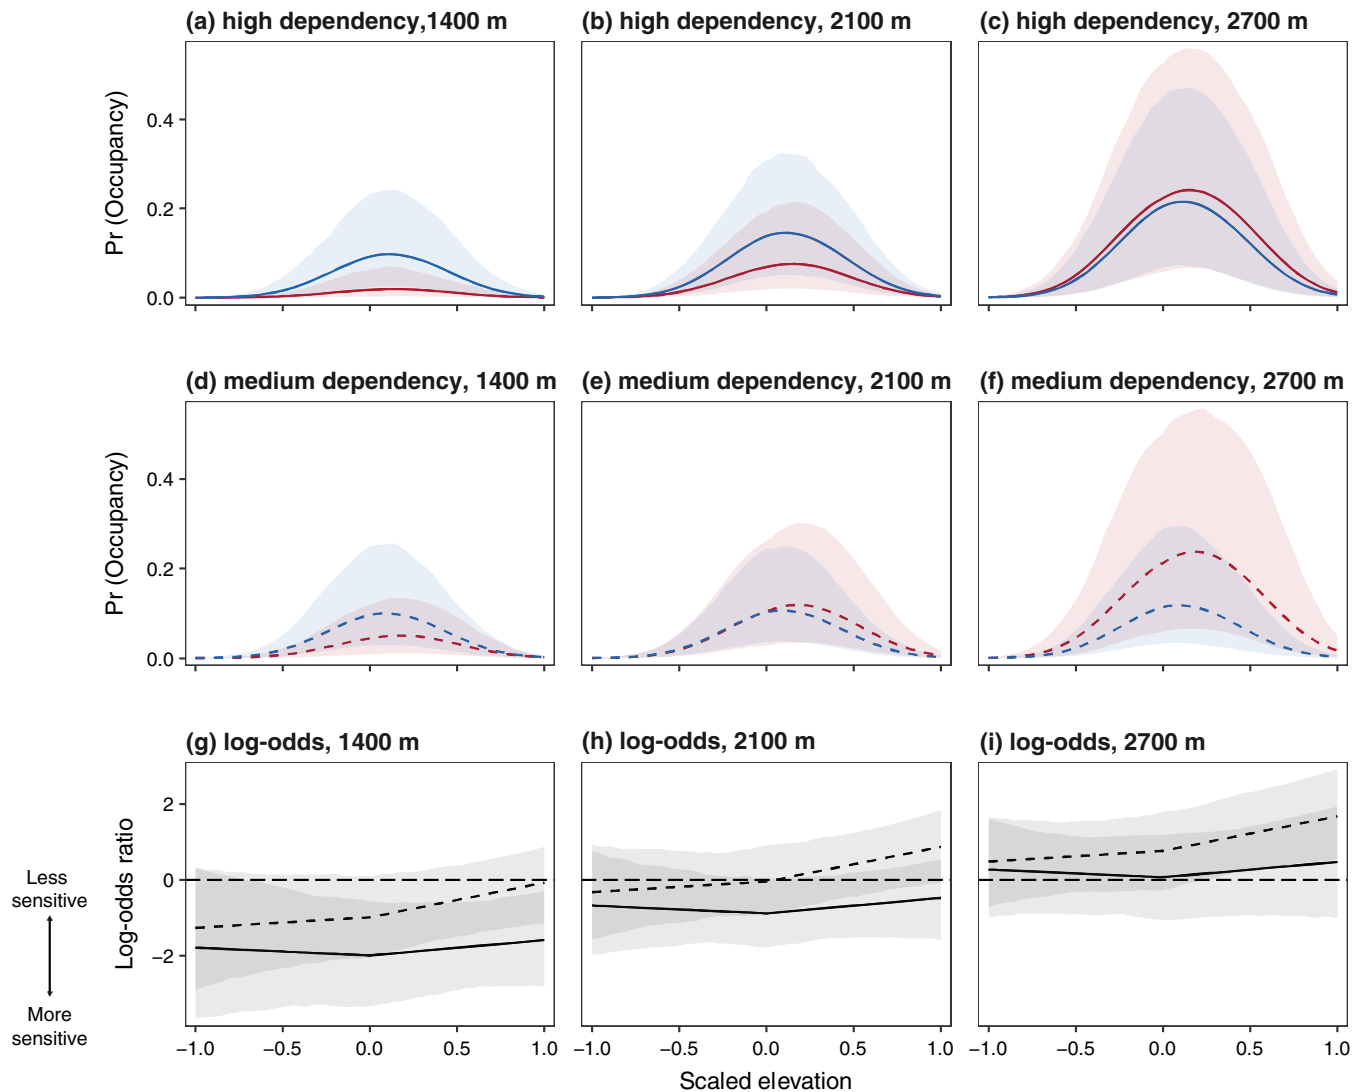 (a) high dependency,1400 m
(b) high dependency, 2100 m
(c) high dependency, 2700 m
Pr (Occupancy)
0.4
0.2
0.0
(d) medium dependency, 1400 m
(e) medium dependency, 2100 m
(f) medium dependency, 2700 m
Pr (Occupancy)
0.4
0.2
0.0
(g) log-odds, 1400 m
(h) log-odds, 2100 m
(i) log-odds, 2700 m
Less
sensitive
More
sensitive
Log-odds ratio
2
0
−2
−1.0 −0.5 0.0 0.5 1.0
−1.0 −0.5 0.0 0.5 1.0
−1.0 −0.5 0.0 0.5 1.0
Scaled elevation